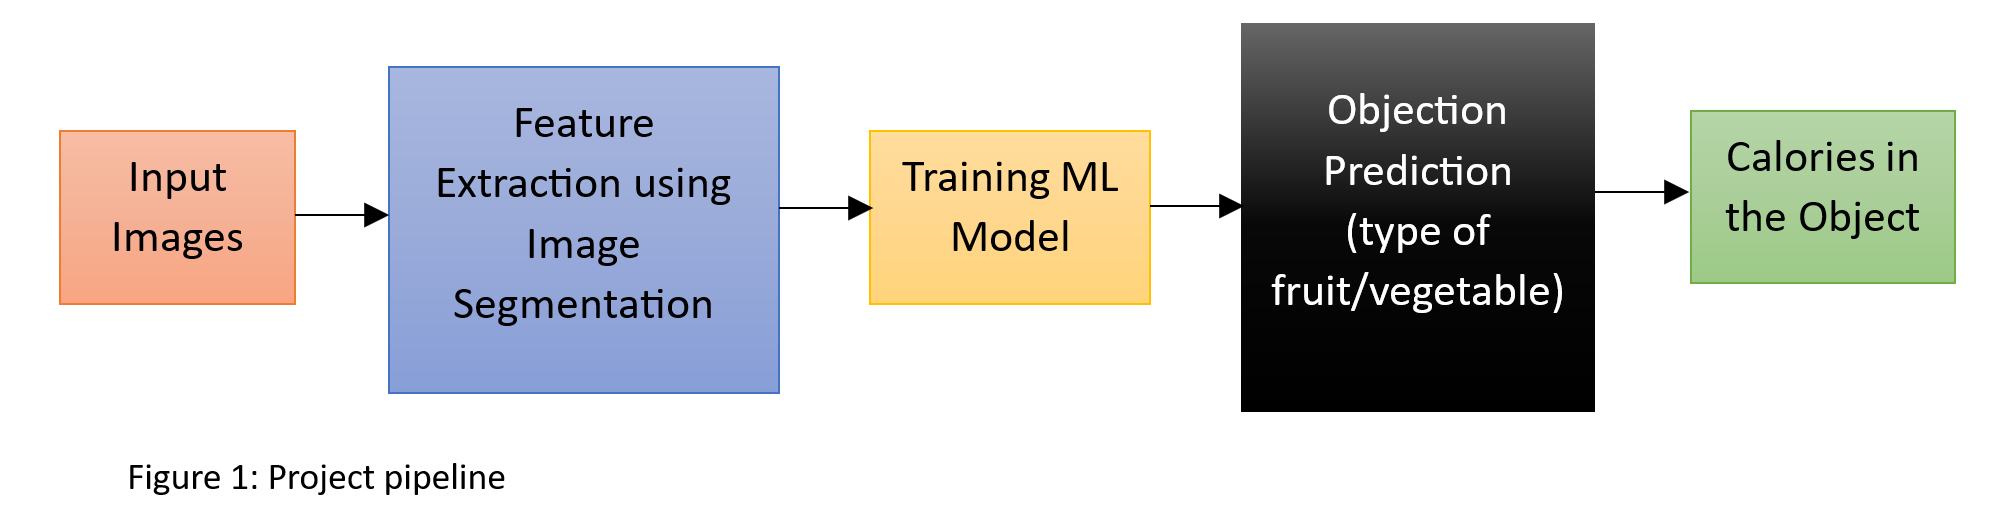 Input
Images
Feature
Extraction using
Image
Segmentation
Training ML
Model
Objection
Prediction
(type of
fruit/vegetable)
Calories in
the Object
Figure 1: Project pipeline